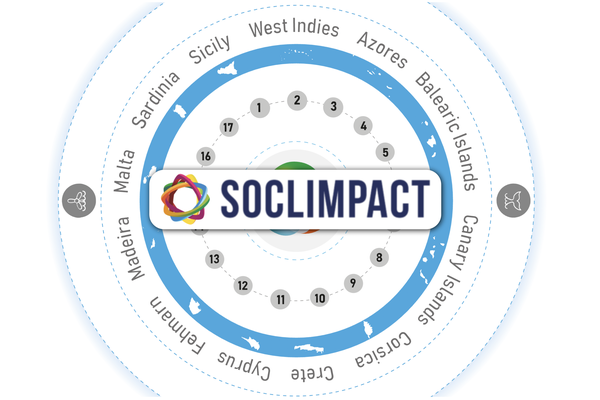 West Indies
Azores
Balearic Islands
Canary Islands
Corsica
Crete
Cyprus
Fehmarn
Madeira
Malta
Sardinia
Sicily
1
2
3
4
5
8
9
10
11
12
13
16
17
SOCLIMPACT